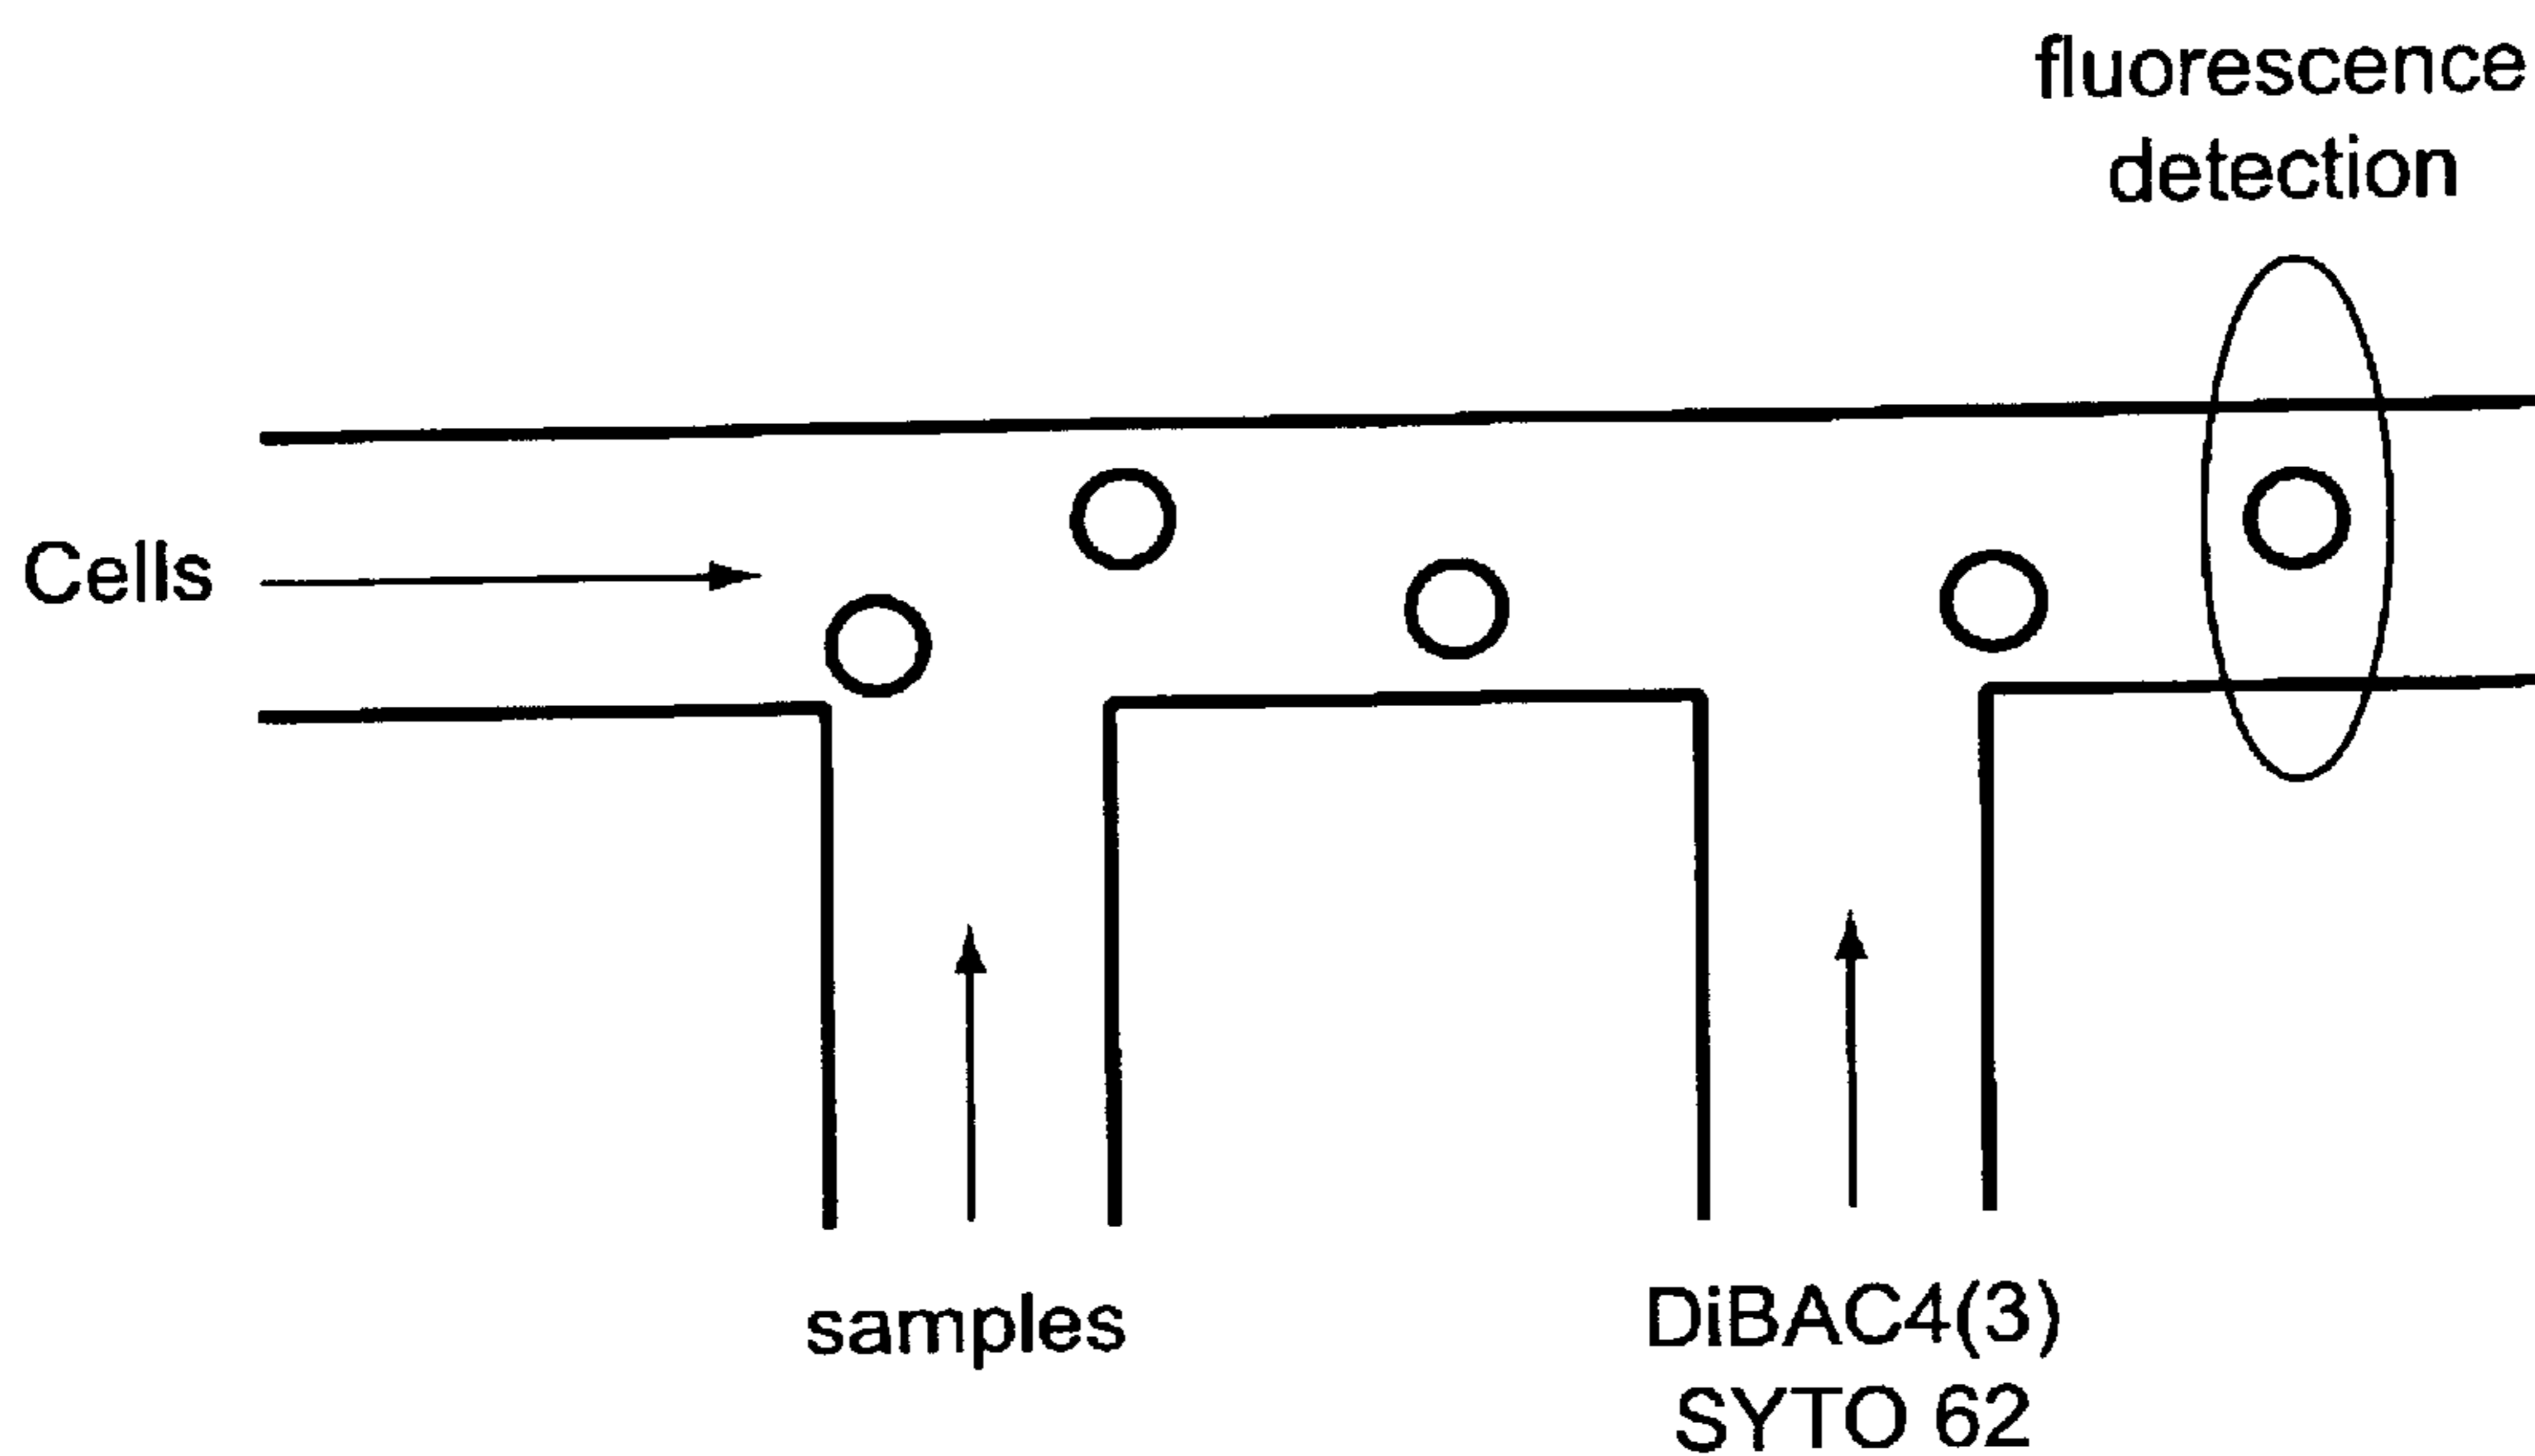 fluorescence
detection
Cells
samples
DiBAC4(3)
SYTO 62